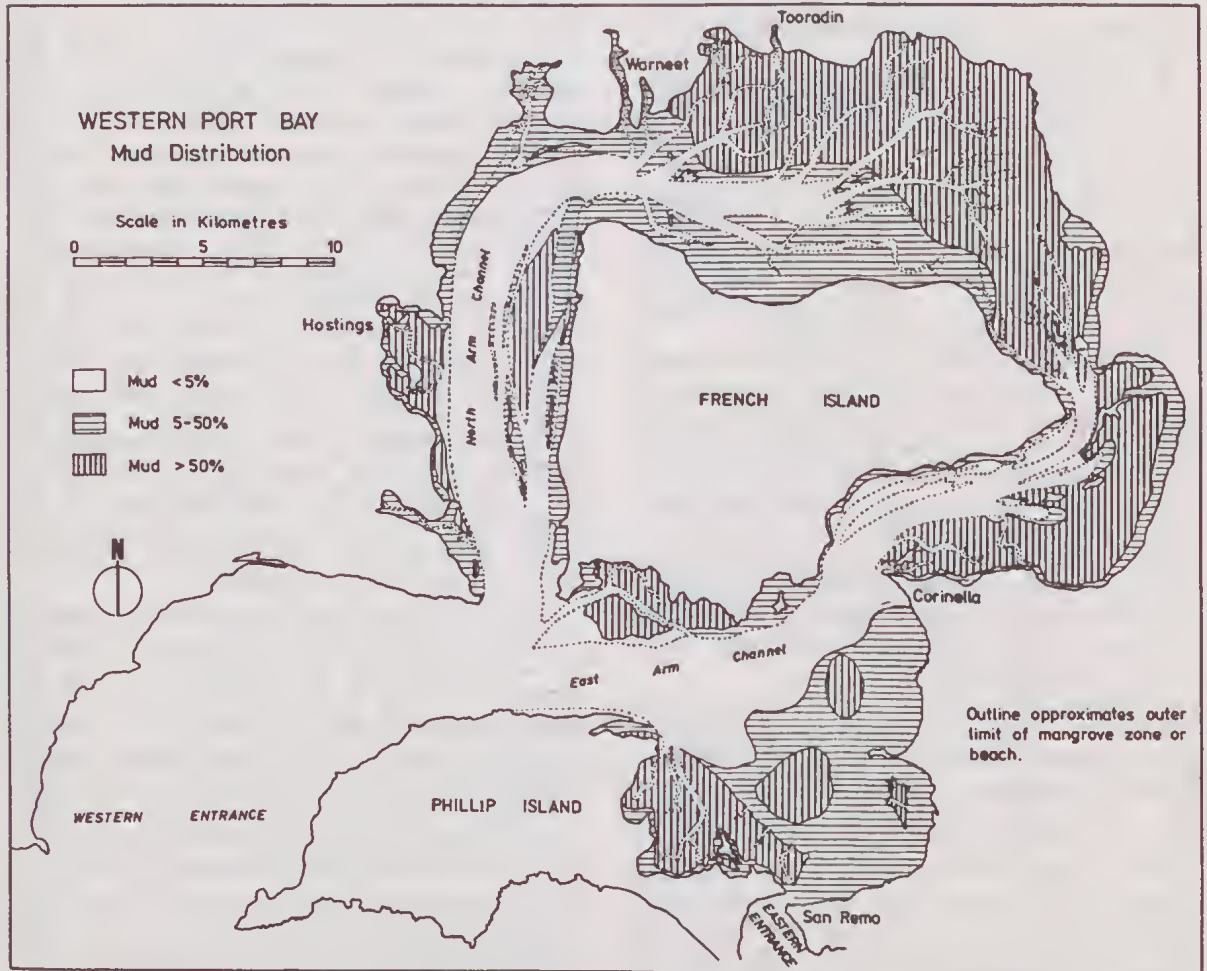 Tooradin
Warneet
WESTERN PORT BAY
Mud Distribution
Scale in Kilometres
0 5 10
Hastings
North Arm Channel
Mud <5%
Mud 5-50%
Mud >50%
FRENCH ISLAND
N
Corinella
East Arm Channel
Outline approximates outer
limit of mangrove zone or
beach.
WESTERN ENTRANCE
PHILLIP ISLAND
San Remo
EASTERN
ENTRANCE